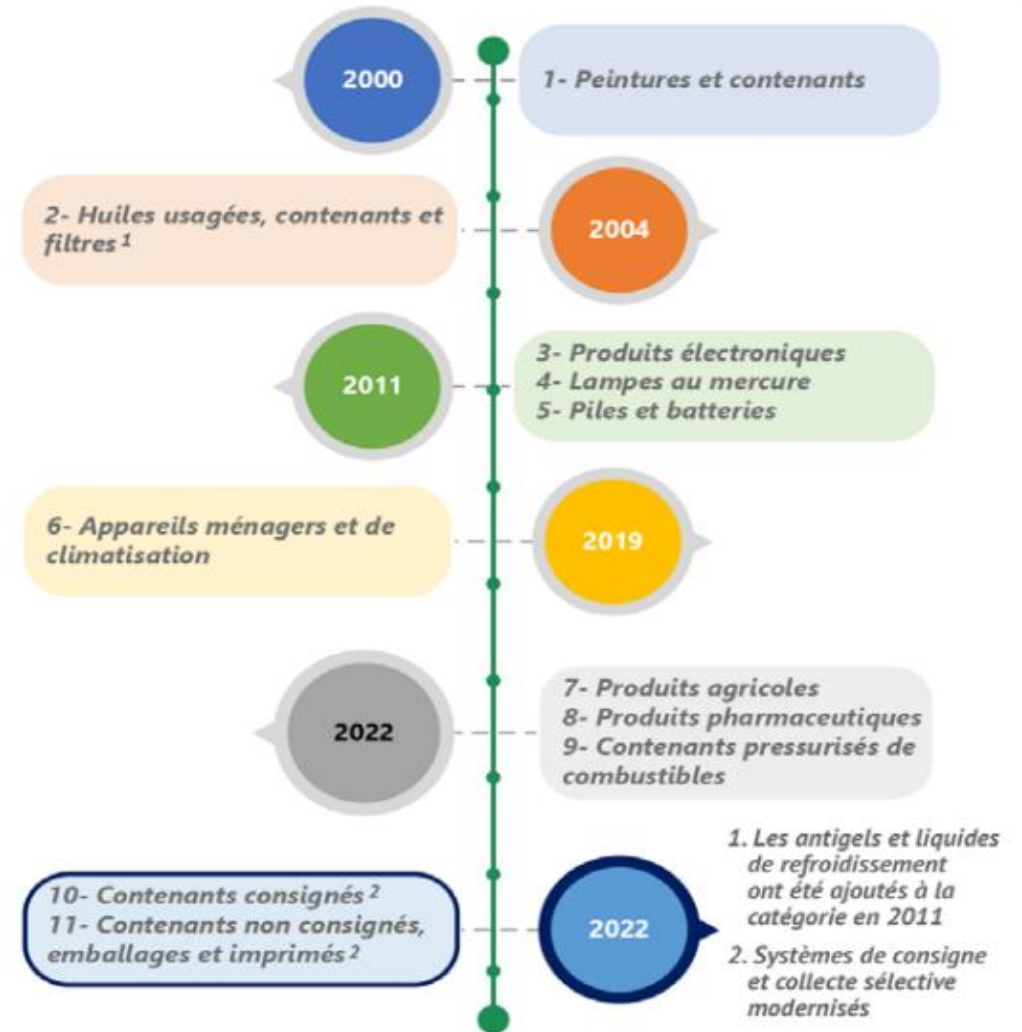 2000
1- Peintures et contenants
2- Huiles usagées, contenants et
filtres ¹
2004
2011
3- Produits électroniques
4- Lampes au mercure
5- Piles et batteries
6- Appareils ménagers et de
climatisation
2019
2022
7- Produits agricoles
8- Produits pharmaceutiques
9- Contenants pressurisés de
combustibles
10- Contenants consignés ²
11- Contenants non consignés,
emballages et imprimés ²
2022
1. Les antigels et liquides
de refroidissement
ont été ajoutés à la
catégorie en 2011
2. Systèmes de consigne
et collecte sélective
modernisés